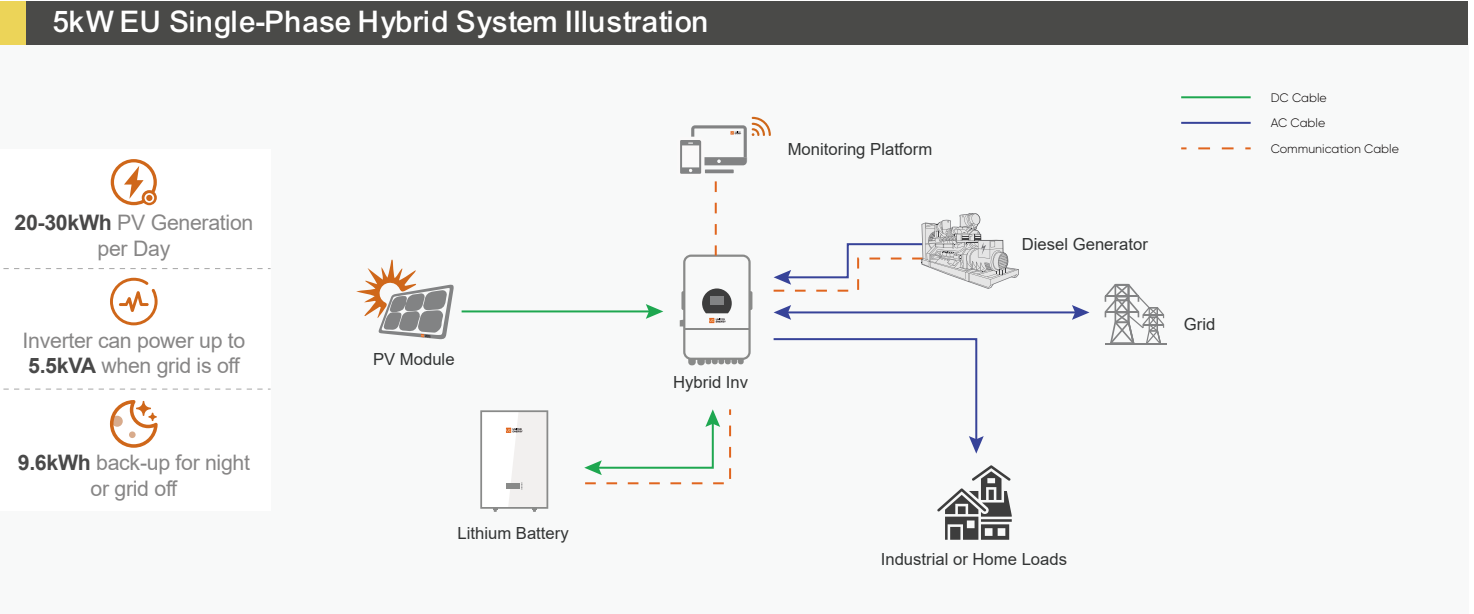 5kW EU Single-Phase Hybrid System Illustration
DC Cable
AC Cable
Communication Cable
Monitoring Platform
20-30kWh PV Generation
per Day
Inverter can power up to
5.5kVA when grid is off
9.6kWh back-up for night
or grid off
Diesel Generator
Grid
PV Module
Hybrid Inv
Lithium Battery
Industrial or Home Loads